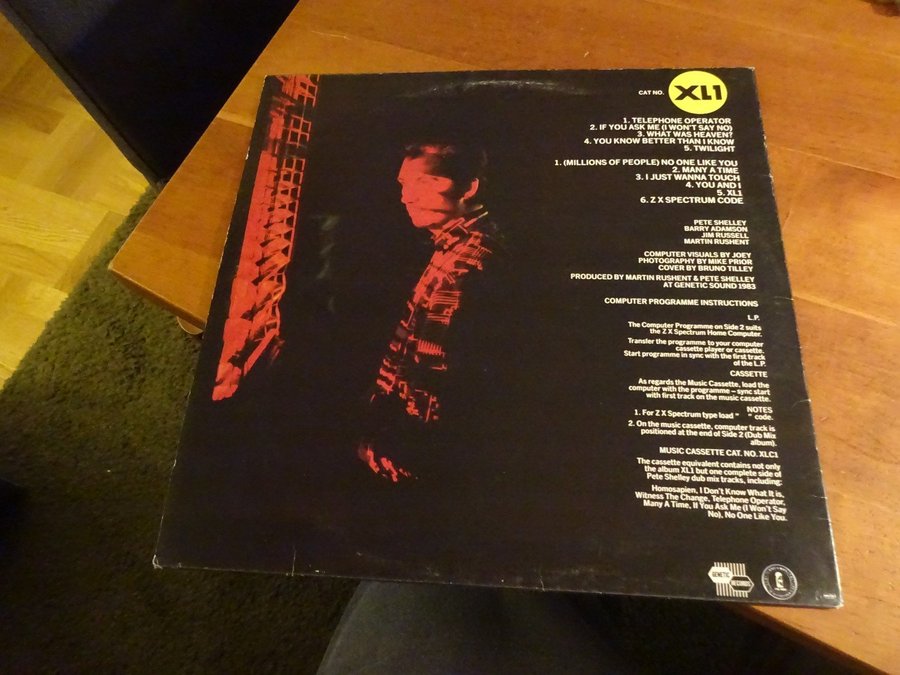 CAT NO. XL1
1. TELEPHONE OPERATOR
2. IF YOU ASK ME (I WON'T SAY NO)
3. WHAT WAS HEAVEN?
4. YOU KNOW BETTER THAN I KNOW
5. TWILIGHT
1. (MILLIONS OF PEOPLE) NO ONE LIKE YOU
2. MANY A TIME
3. I JUST WANNA TOUCH
4. YOU AND I
5. XL1
6. Z X SPECTRUM CODE
PETE SHELLEY
BARRY ADAMSON
JIM RUSSELL
MARTIN RUSHENT
COMPUTER VISUALS BY JOEY
PHOTOGRAPHY BY MIKE PRIOR
COVER BY BRUNO TILLEY
PRODUCED BY MARTIN RUSHENT & PETE SHELLEY
AT GENETIC SOUND 1983
COMPUTER PROGRAMME INSTRUCTIONS
L.P.
The Computer Programme on Side 2 suits
the Z X Spectrum Home Computer.
Transfer the programme to your computer
cassette player or cassette.
Start programme in sync with the first track
of the L.P.
CASSETTE
As regards the Music Cassette, load the
computer with the programme – sync start
with first track on the music cassette.
NOTES
1. For Z X Spectrum type load " " code.
2. On the music cassette, computer track is
positioned at the end of Side 2 (Dub Mix
album).
MUSIC CASSETTE CAT. NO. XLC1
The cassette equivalent contains not only
the album XL1 but one complete side of
Pete Shelley dub mix tracks, including:
Homosapien, I Don't Know What It is,
Witness The Change, Telephone Operator,
Many A Time, If You Ask Me (I Won't Say
No), No One Like You.
RECORDS